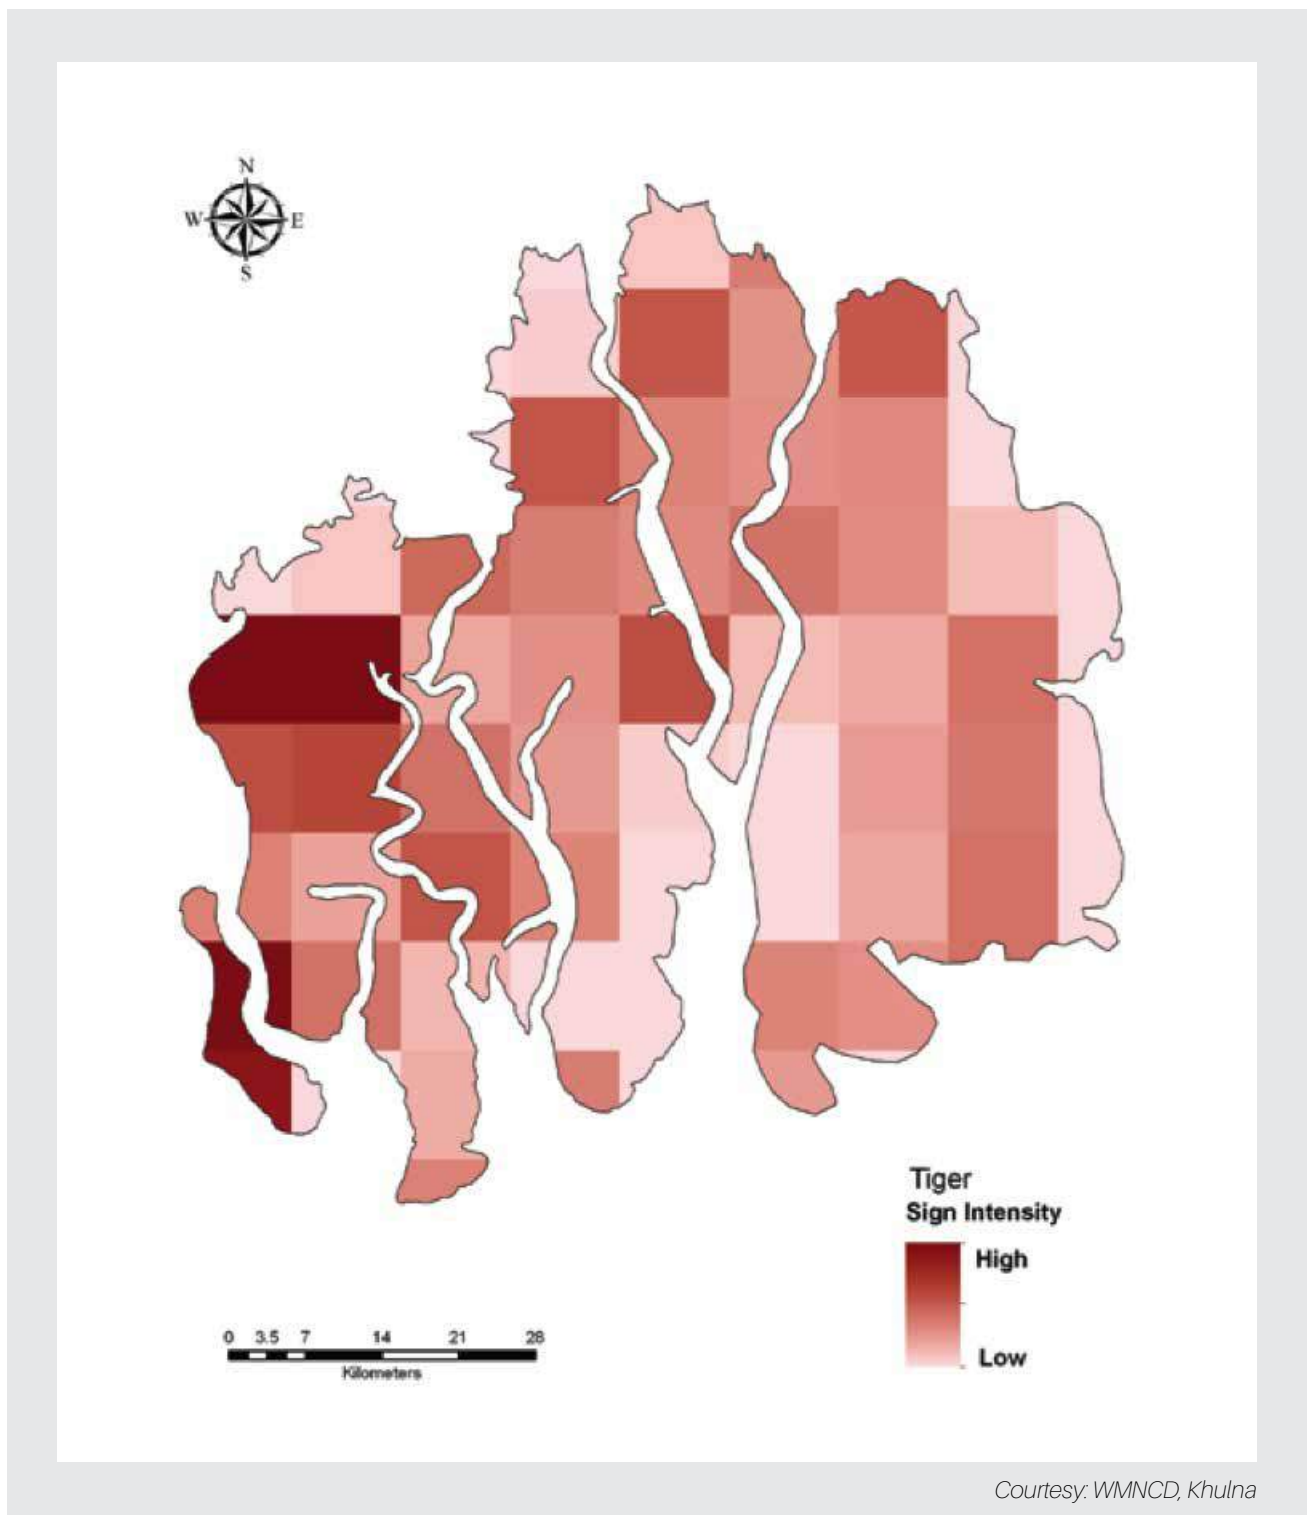 N
W E
S
Tiger
Sign Intensity
High
Low
0 3.5 7 14 21 28
Kilometers
Courtesy: WMNCD, Khulna